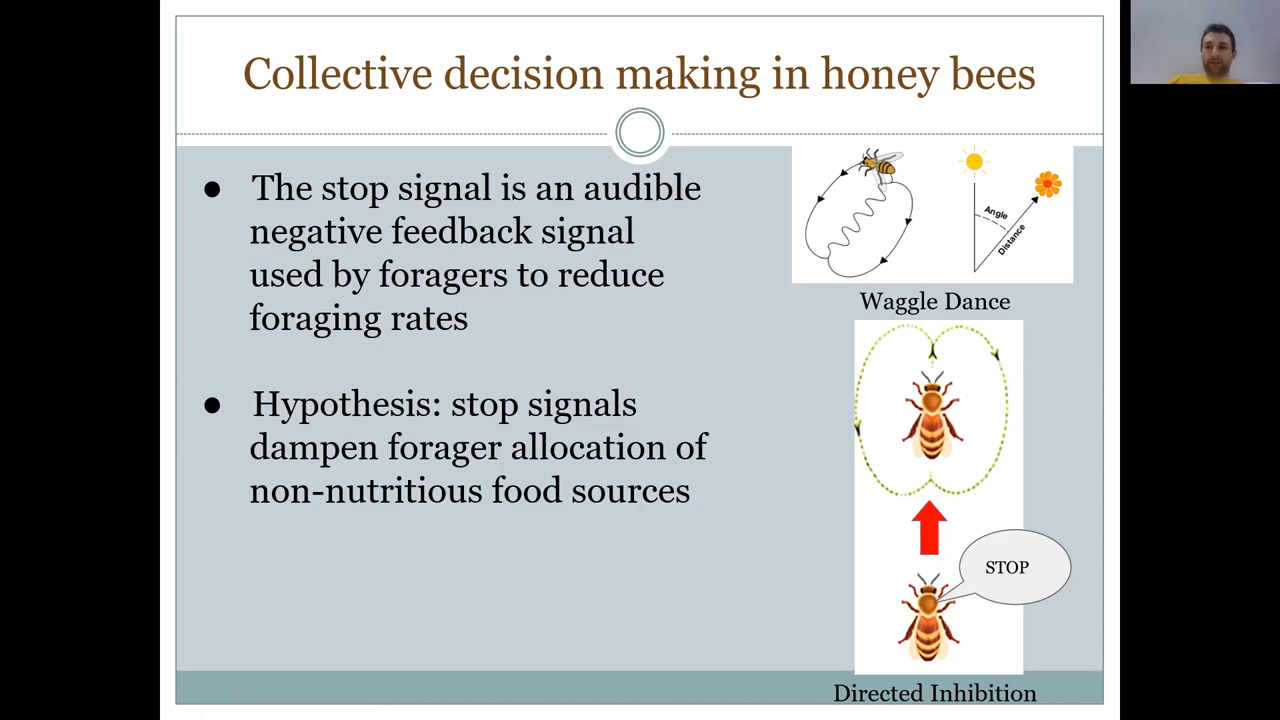 Collective decision making in honey bees
● The stop signal is an audible
negative feedback signal
used by foragers to reduce
foraging rates
● Hypothesis: stop signals
dampen forager allocation of
non-nutritious food sources
Angle
Distance
Waggle Dance
STOP
Directed Inhibition